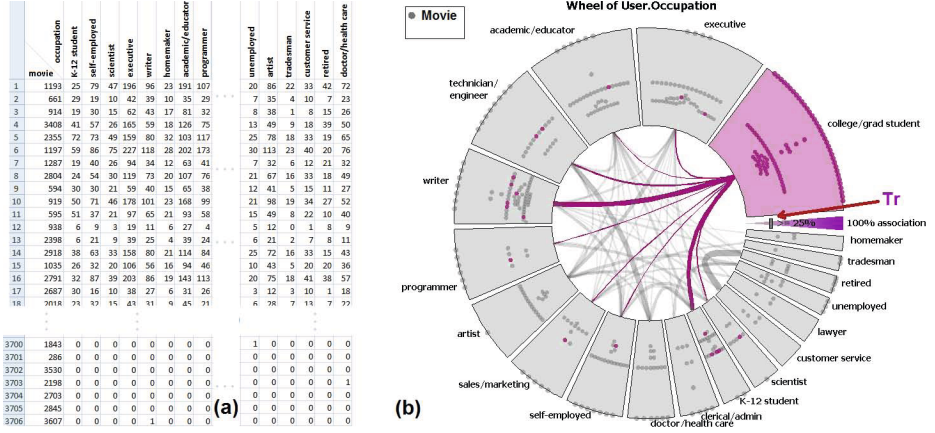 occupation
K-12 student
self-employed
scientist
executive
writer
homemaker
academic/educator
programmer
unemployed
artist
tradesman
customer service
retired
doctor/health care
movie
1 1193 25 79 47 196 96 23 191 107 20 86 22 33 42 72
2 661 29 19 10 42 39 10 35 29 7 35 4 10 7 23
3 914 19 30 15 62 43 17 81 32 8 38 1 8 15 26
4 3408 41 57 26 165 59 18 126 75 13 49 9 18 39 50
5 2355 72 73 49 159 80 32 103 117 25 78 18 33 19 65
6 1197 59 86 75 227 118 28 202 173 30 113 23 40 20 76
7 1287 19 40 26 94 34 12 63 41 7 32 6 12 21 32
8 2804 24 54 30 119 73 20 107 76 21 67 16 33 18 49
9 594 30 30 21 59 40 15 65 38 12 41 5 15 11 27
10 919 50 71 46 178 101 23 168 99 21 98 19 34 27 52
11 595 51 37 21 97 65 21 93 58 15 49 8 22 10 40
12 938 6 9 3 19 11 6 27 4 5 12 0 1 8 9
13 2398 6 21 9 39 25 4 39 24 6 21 2 7 8 11
14 2918 38 63 33 158 80 21 114 84 25 72 16 33 15 43
15 1035 26 32 20 106 56 16 94 46 10 43 5 20 20 36
16 2791 32 87 39 203 86 19 143 113 20 75 18 41 38 57
17 2687 30 16 10 38 27 6 31 26 3 12 3 10 1 18
18 2018 23 32 15 43 31 9 45 21 6 28 7 13 7 22
3700 1843 0 0 0 0 0 0 0 0 1 0 0 0 0 0
3701 286 0 0 0 0 0 0 0 0 0 0 0 0 0 0
3702 3530 0 0 0 0 0 0 0 0 0 0 0 0 0 0
3703 2198 0 0 0 0 0 0 0 0 0 0 0 0 0 1
3704 2703 0 0 0 0 0 0 0 0 0 0 0 0 0 0
3705 2845 0 0 0 0 0 0 0 0 0 0 0 0 0 0
3706 3607 0 0 0 0 1 0 0 0 0 0 0 0 0 0
(a)
Wheel of User.Occupation
Movie
executive
academic/educator
technician/
engineer
college/grad student
writer
Tr
>= 25%
100% association
homemaker
tradesman
retired
unemployed
lawyer
customer service
scientist
K-12 student
clerical/admin
doctor/health care
self-employed
sales/marketing
artist
programmer
(b)